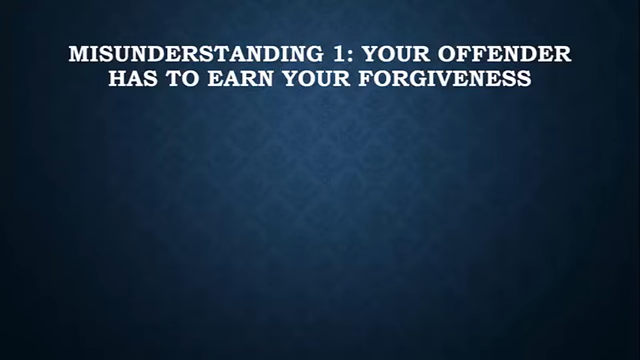 MISUNDERSTANDING 1: YOUR OFFENDER
HAS TO EARN YOUR FORGIVENESS